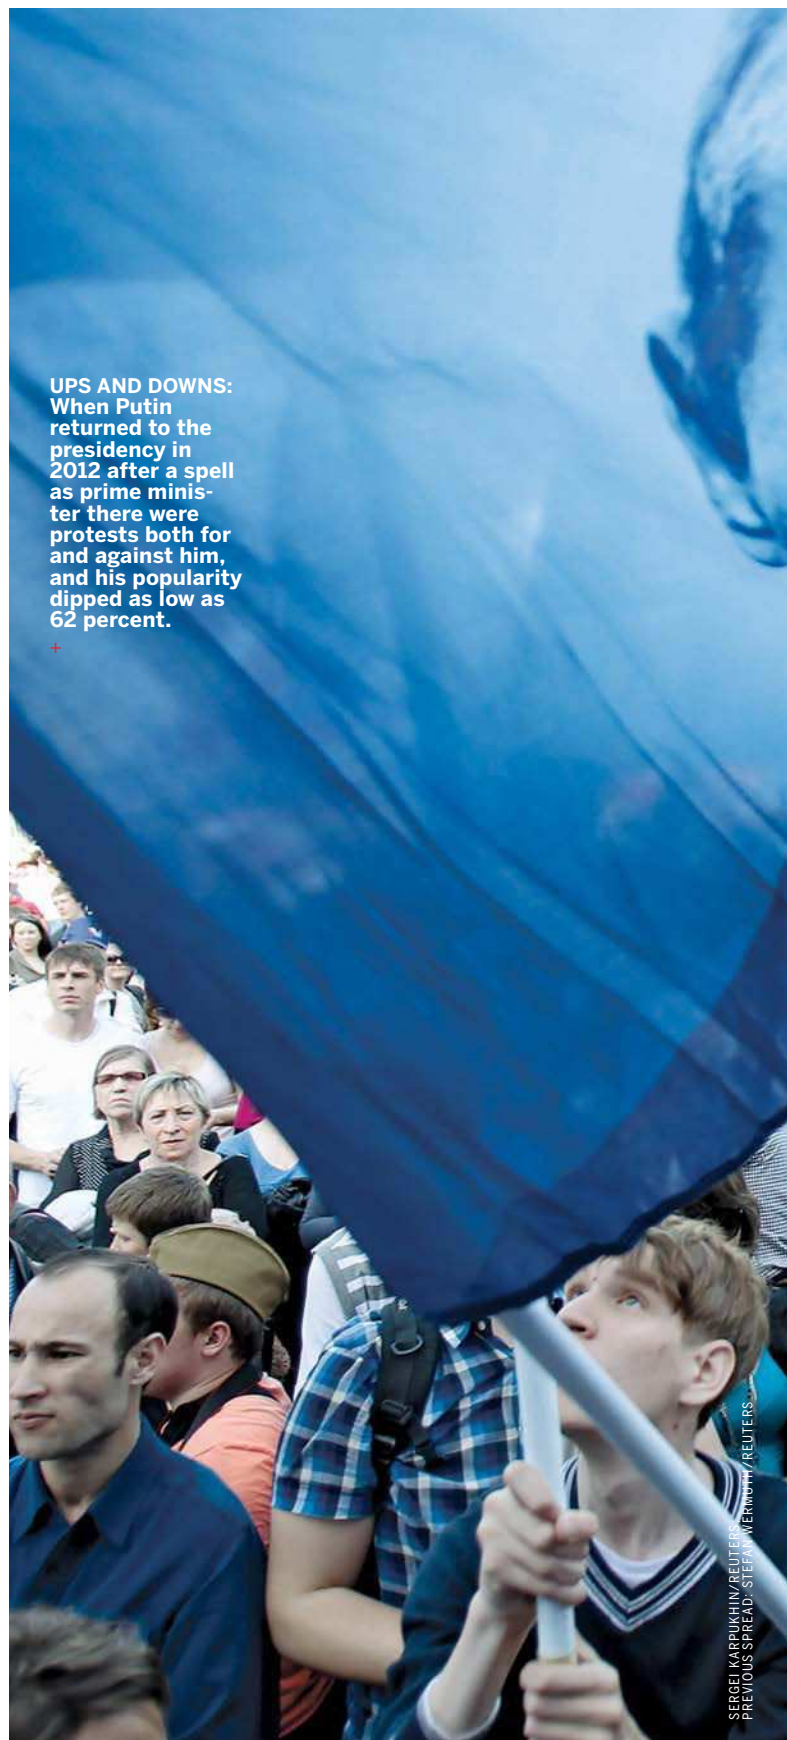 UPS AND DOWNS:
When Putin
returned to the
presidency in
2012 after a spell
as prime minis-
ter there were
protests both for
and against him,
and his popularity
dipped as low as
62 percent.
+
SERGEI KARPUKHIN/REUTERS;
PREVIOUS SPREAD: STEFAN WERMUTH/REUTERS